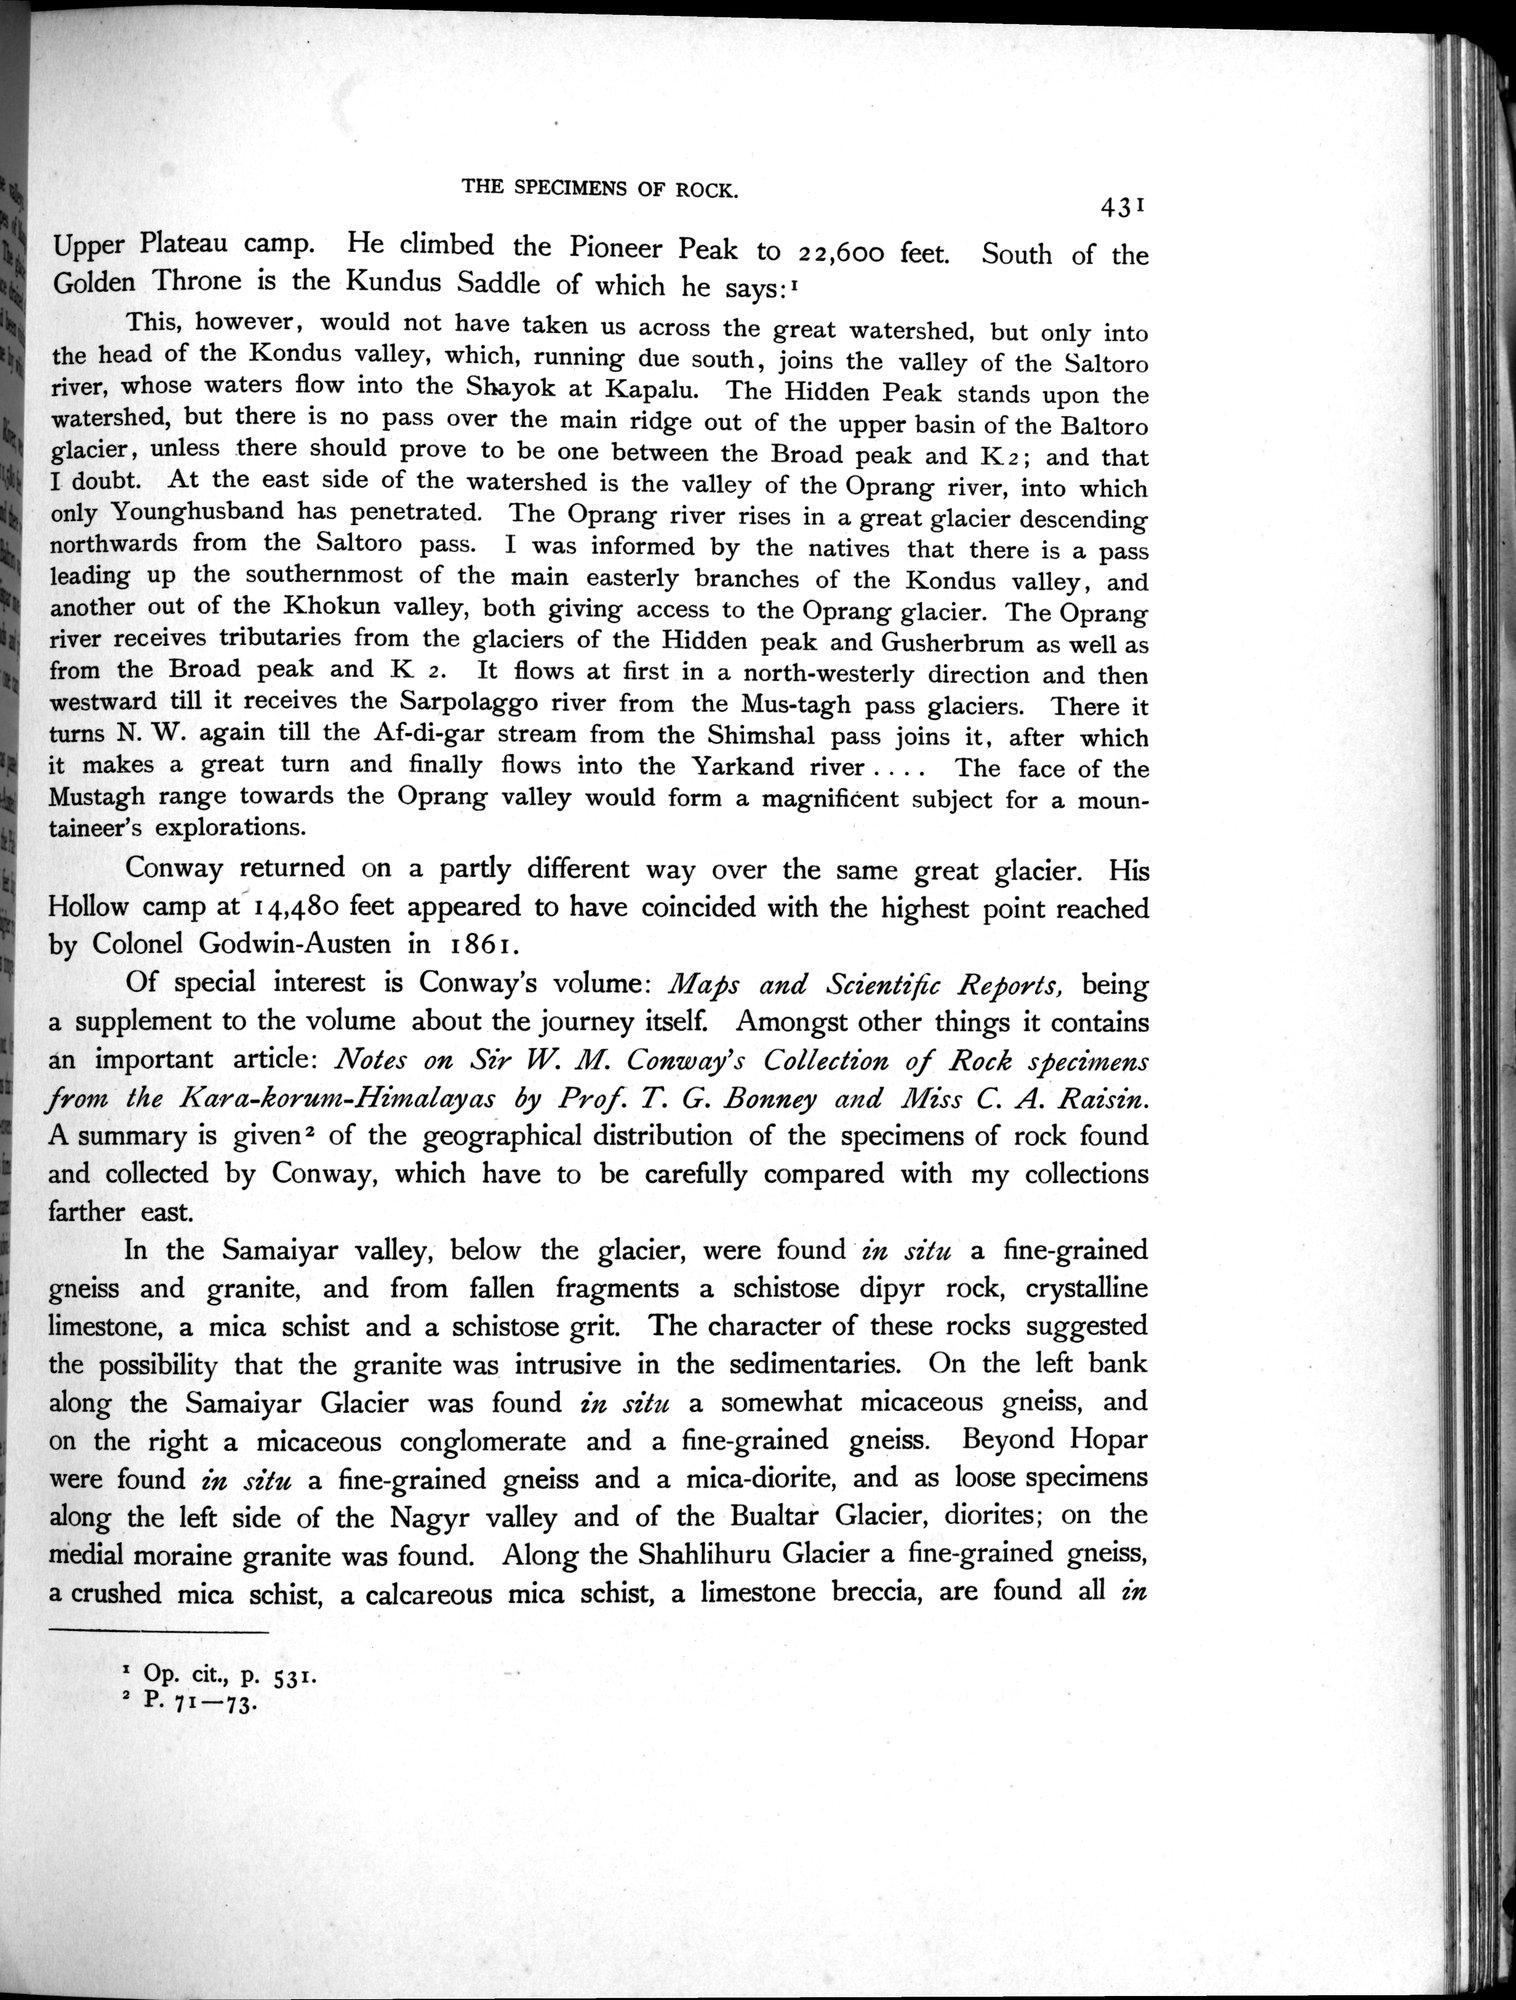 THE SPECIMENS OF ROCK.
431
Upper Plateau camp. He climbed the Pioneer Peak to 22,600 feet. South of the
Golden Throne is the Kundus Saddle of which he says:¹
This, however, would not have taken us across the great watershed, but only into
the head of the Kondus valley, which, running due south, joins the valley of the Saltoro
river, whose waters flow into the Shayok at Kapalu. The Hidden Peak stands upon the
watershed, but there is no pass over the main ridge out of the upper basin of the Baltoro
glacier, unless there should prove to be one between the Broad peak and K2; and that
I doubt. At the east side of the watershed is the valley of the Oprang river, into which
only Younghusband has penetrated. The Oprang river rises in a great glacier descending
northwards from the Saltoro pass. I was informed by the natives that there is a pass
leading up the southernmost of the main easterly branches of the Kondus valley, and
another out of the Khokun valley, both giving access to the Oprang glacier. The Oprang
river receives tributaries from the glaciers of the Hidden peak and Gusherbrum as well as
from the Broad peak and K 2. It flows at first in a north-westerly direction and then
westward till it receives the Sarpolaggo river from the Mus-tagh pass glaciers. There it
turns N. W. again till the Af-di-gar stream from the Shimshal pass joins it, after which
it makes a great turn and finally flows into the Yarkand river .... The face of the
Mustagh range towards the Oprang valley would form a magnificent subject for a moun-
taineer's explorations.
Conway returned on a partly different way over the same great glacier. His
Hollow camp at 14,480 feet appeared to have coincided with the highest point reached
by Colonel Godwin-Austen in 1861.
Of special interest is Conway's volume: Maps and Scientific Reports, being
a supplement to the volume about the journey itself. Amongst other things it contains
an important article: Notes on Sir W. M. Conway's Collection of Rock specimens
from the Kara-korum-Himalayas by Prof. T. G. Bonney and Miss C. A. Raisin.
A summary is given² of the geographical distribution of the specimens of rock found
and collected by Conway, which have to be carefully compared with my collections
farther east.
In the Samaiyar valley, below the glacier, were found in situ a fine-grained
gneiss and granite, and from fallen fragments a schistose dipyr rock, crystalline
limestone, a mica schist and a schistose grit. The character of these rocks suggested
the possibility that the granite was intrusive in the sedimentaries. On the left bank
along the Samaiyar Glacier was found in situ a somewhat micaceous gneiss, and
on the right a micaceous conglomerate and a fine-grained gneiss. Beyond Hopar
were found in situ a fine-grained gneiss and a mica-diorite, and as loose specimens
along the left side of the Nagyr valley and of the Bualtar Glacier, diorites; on the
medial moraine granite was found. Along the Shahlihuru Glacier a fine-grained gneiss,
a crushed mica schist, a calcareous mica schist, a limestone breccia, are found all in
¹ Op. cit., p. 531.
² P. 71—73.